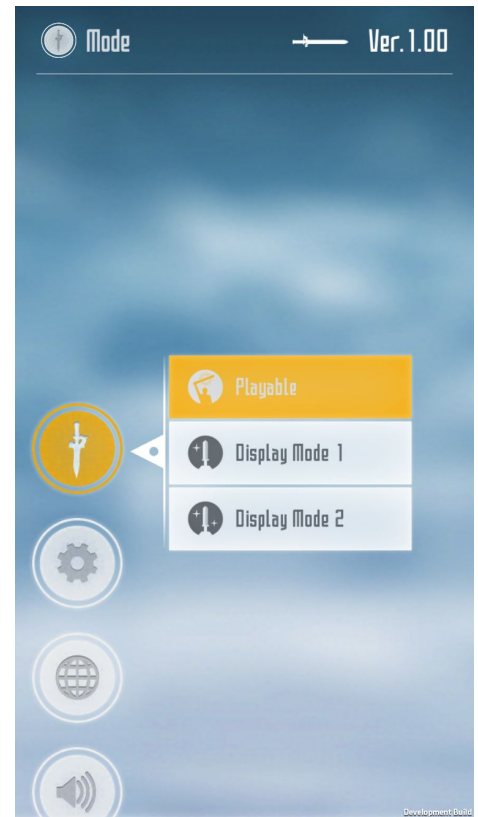 Mode
Ver.1.00
Playable
Display Mode 1
Display Mode 2
Development Build